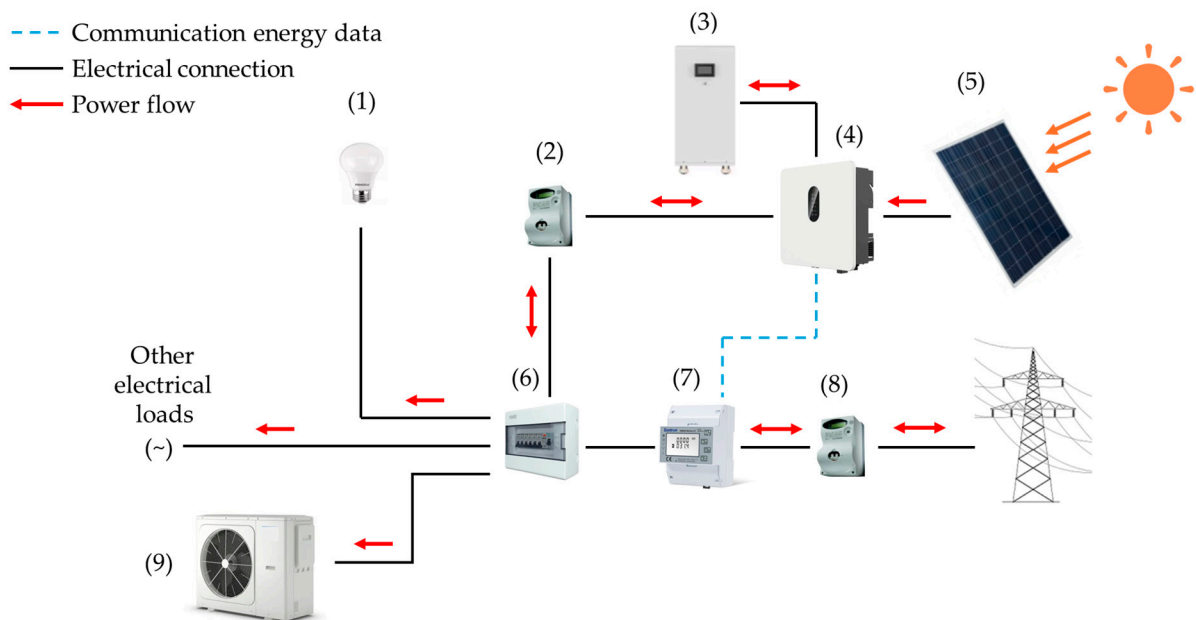 Communication energy data
Electrical connection
Power flow
(1)
(2)
(3)
(4)
(5)
Other
electrical
loads
(~)
(6)
(7)
(8)
(9)